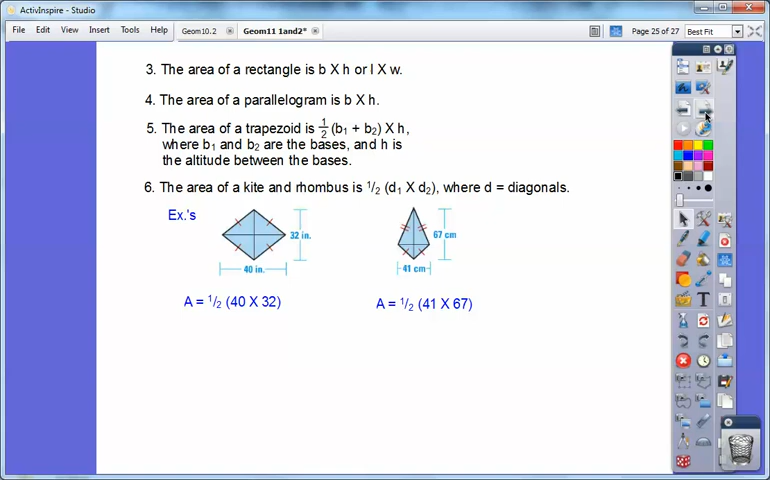 ActivInspire - Studio
File Edit View Insert Tools Help
Geom10.2
Geom11 1and2*
Page 25 of 27
Best Fit
3. The area of a rectangle is b X h or l X w.
4. The area of a parallelogram is b X h.
5. The area of a trapezoid is 1/2 (b₁ + b₂) X h,
where b₁ and b₂ are the bases, and h is
the altitude between the bases.
6. The area of a kite and rhombus is 1/2 (d₁ X d₂), where d = diagonals.
Ex.'s
32 in.
40 in.
67 cm
41 cm
A = 1/2 (40 X 32)
A = 1/2 (41 X 67)